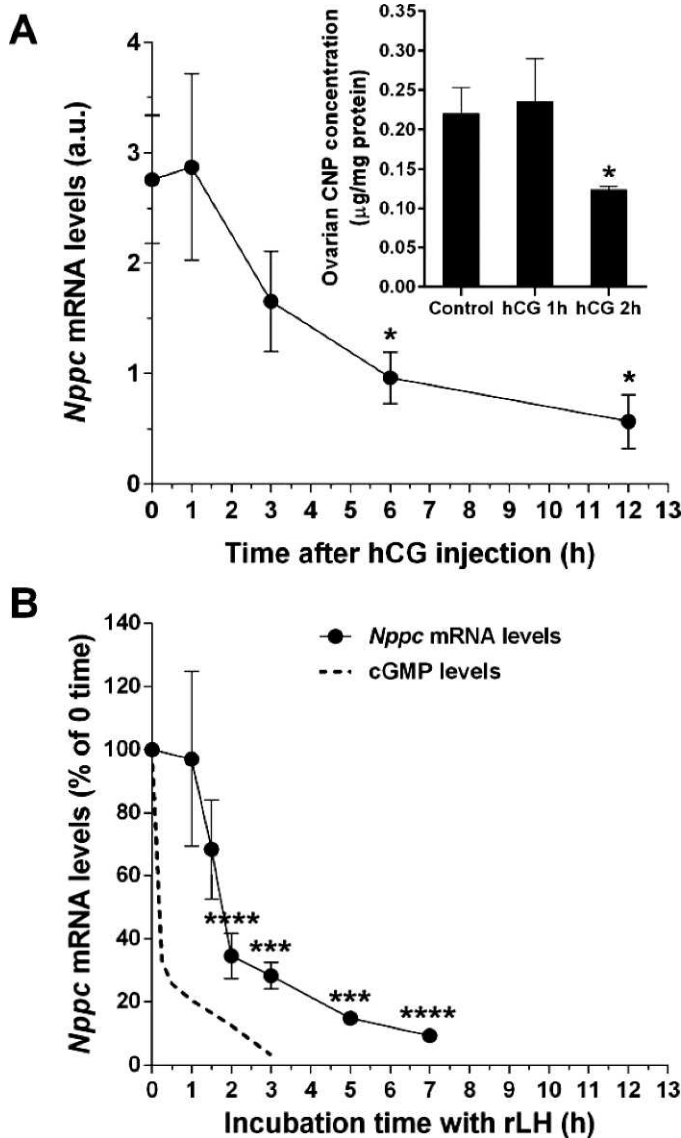 A
Nppc mRNA levels (a.u.)
4
3
2
1
0
0 1 2 3 4 5 6 7 8 9 10 11 12 13
Time after hCG injection (h)
*
*
Ovarian CNP concentration
(µg/mg protein)
0.35
0.30
0.25
0.20
0.15
0.10
0.05
0.00
*
Control hCG 1h hCG 2h
B
Nppc mRNA levels (% of 0 time)
140
120
100
80
60
40
20
0
Nppc mRNA levels
cGMP levels
****
***
***
****
0 1 2 3 4 5 6 7 8 9 10 11 12 13
Incubation time with rLH (h)